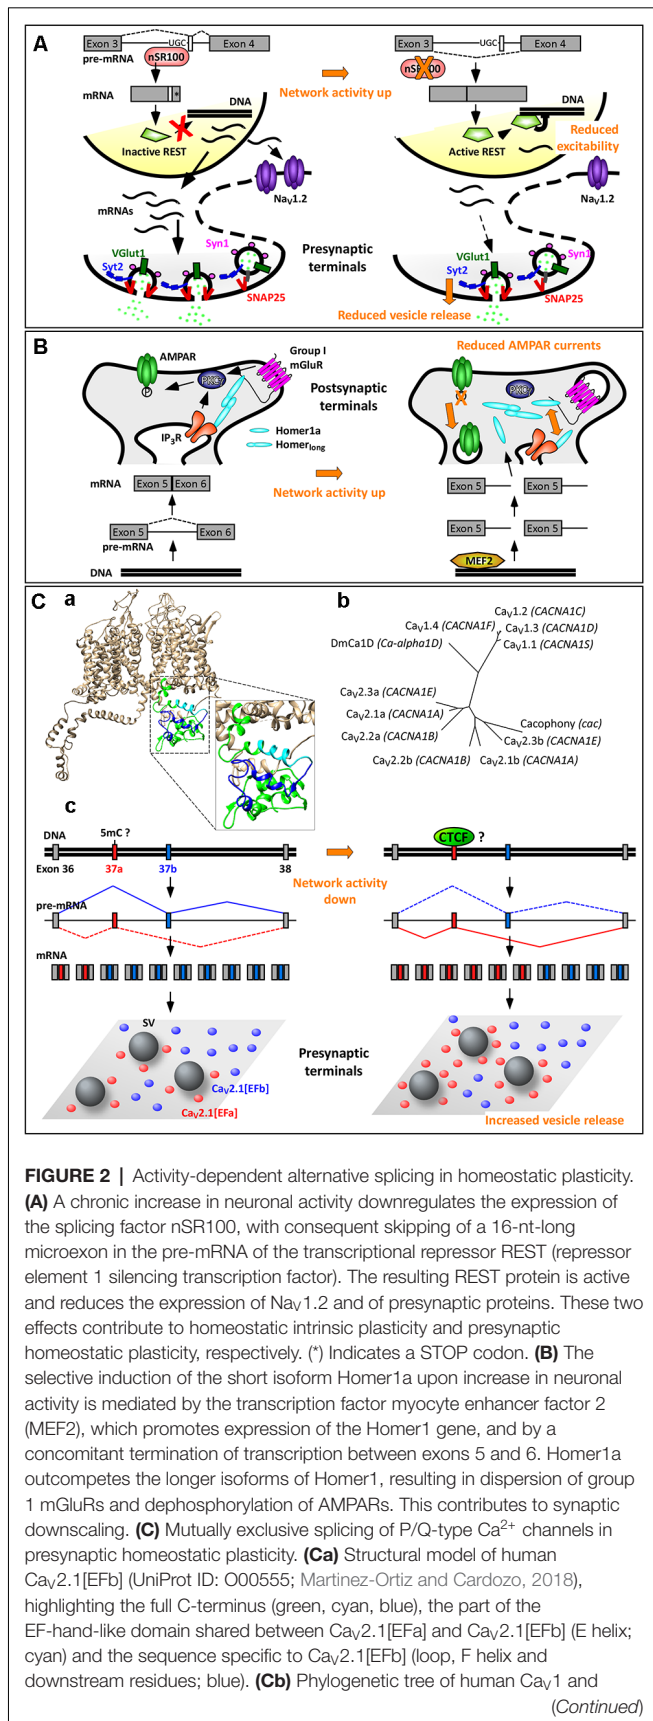 A
Exon 3
UGC
Exon 4
pre-mRNA
nSR100
mRNA
*
DNA
Inactive REST
mRNAs
NaV1.2
VGlut1
Syn1
Syt2
SNAP25
Network activity up
Presynaptic
terminals
Exon 3
UGC
Exon 4
nSR100
DNA
Active REST
Reduced
excitability
NaV1.2
VGlut1
Syn1
Syt2
SNAP25
Reduced vesicle release
B
AMPAR
P
PKCγ
Group I
mGluR
IP3R
Homer1a
Homerlong
Postsynaptic
terminals
mRNA
Exon 5
Exon 6
Exon 5
Exon 6
pre-mRNA
DNA
Network activity up
Reduced AMPAR currents
PKCγ
Exon 5
Exon 5
Exon 5
Exon 5
MEF2
C
a
b
CaV1.2 (CACNA1C)
CaV1.4 (CACNA1F)
CaV1.3 (CACNA1D)
DmCa1D (Ca-alpha1D)
CaV1.1 (CACNA1S)
CaV2.3a (CACNA1E)
CaV2.1a (CACNA1A)
Cacophony (cac)
CaV2.2a (CACNA1B)
CaV2.3b (CACNA1E)
CaV2.2b (CACNA1B)
CaV2.1b (CACNA1A)
c
DNA
5mC ?
Exon 36
37a
37b
38
CTCF ?
Network activity
down
pre-mRNA
mRNA
SV
CaV2.1[EFb]
CaV2.1[EFa]
Presynaptic
terminals
Increased vesicle release
FIGURE 2 | Activity-dependent alternative splicing in homeostatic plasticity.
(A) A chronic increase in neuronal activity downregulates the expression of
the splicing factor nSR100, with consequent skipping of a 16-nt-long
microexon in the pre-mRNA of the transcriptional repressor REST (repressor
element 1 silencing transcription factor). The resulting REST protein is active
and reduces the expression of NaV1.2 and of presynaptic proteins. These two
effects contribute to homeostatic intrinsic plasticity and presynaptic
homeostatic plasticity, respectively. (*) Indicates a STOP codon. (B) The
selective induction of the short isoform Homer1a upon increase in neuronal
activity is mediated by the transcription factor myocyte enhancer factor 2
(MEF2), which promotes expression of the Homer1 gene, and by a
concomitant termination of transcription between exons 5 and 6. Homer1a
outcompetes the longer isoforms of Homer1, resulting in dispersion of group
1 mGluRs and dephosphorylation of AMPARs. This contributes to synaptic
downscaling. (C) Mutually exclusive splicing of P/Q-type Ca2+ channels in
presynaptic homeostatic plasticity. (Ca) Structural model of human
CaV2.1[EFb] (UniProt ID: O00555; Martinez-Ortiz and Cardozo, 2018),
highlighting the full C-terminus (green, cyan, blue), the part of the
EF-hand-like domain shared between CaV2.1[EFa] and CaV2.1[EFb] (E helix;
cyan) and the sequence specific to CaV2.1[EFb] (loop, F helix and
downstream residues; blue). (Cb) Phylogenetic tree of human CaV1 and
(Continued)